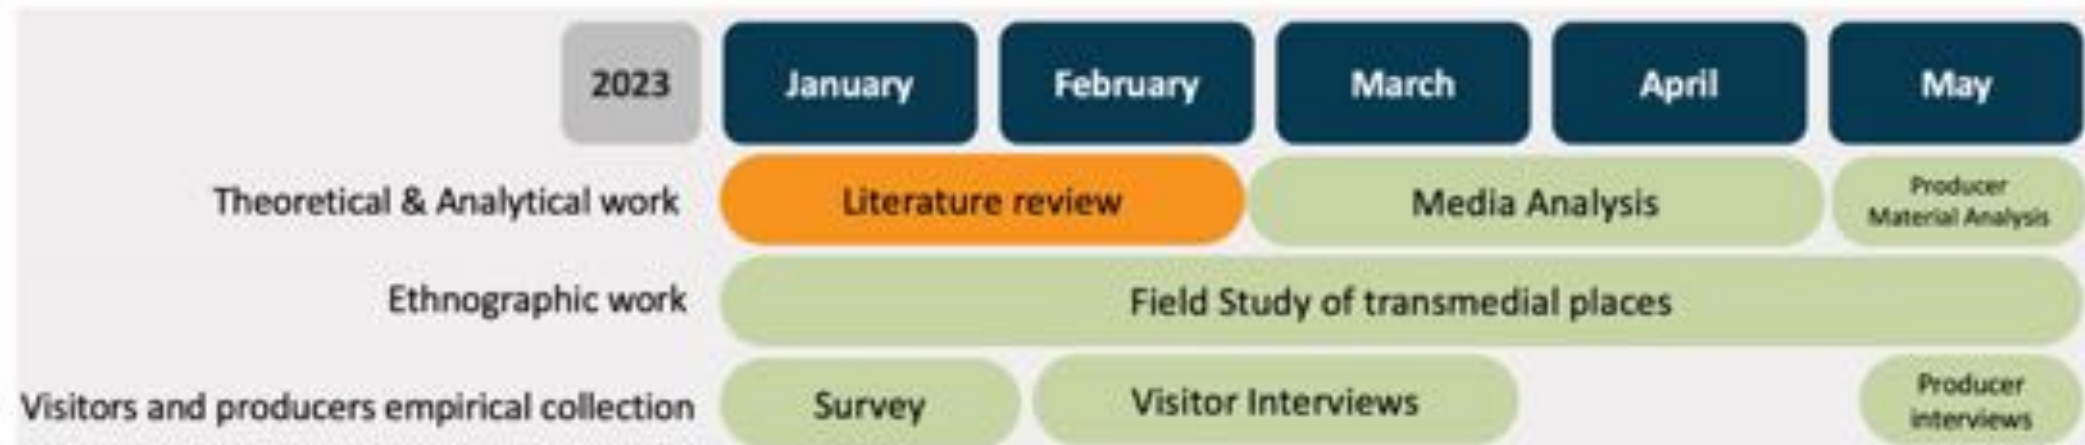 2023 January February March April May
Theoretical & Analytical work Literature review Media Analysis Producer
Material Analysis
Ethnographic work Field Study of transmedial places
Visitors and producers empirical collection Survey Visitor Interviews Producer
interviews